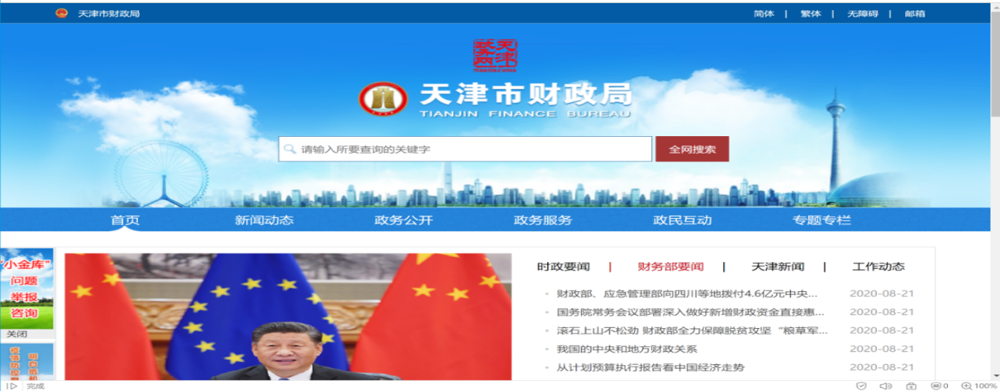 天津市财政局
简体 | 繁体 | 无障碍 | 邮箱
天津市财政局
TIANJIN FINANCE BUREAU
请输入所要查询的关键字 全网搜索
首页 新闻动态 政务公开 政务服务 政民互动 专题专栏
“小金库”
问题
举报
咨询
关闭
时政要闻 | 财务部要闻 | 天津新闻 | 工作动态
财政部、应急管理部向四川等地拨付4.6亿元中央... 2020-08-21
国务院常务会议部署深入做好新增财政资金直接惠... 2020-08-21
滚石上山不松劲 财政部全力保障脱贫攻坚“粮草军... 2020-08-21
我国的中央和地方财政关系 2020-08-21
从计划预算执行报告看中国经济走势 2020-08-21
完成
0 100%